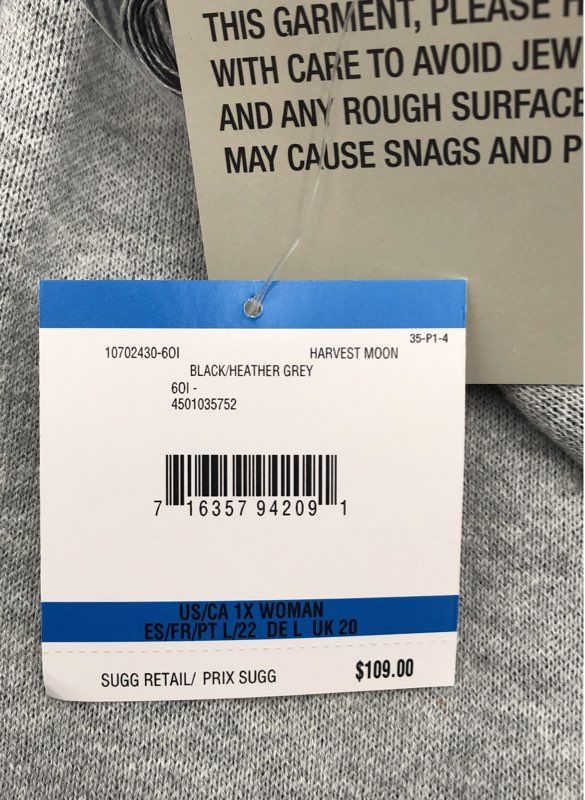 THIS GARMENT, PLEASE
WITH CARE TO AVOID JEW
AND ANY ROUGH SURFACE
MAY CAUSE SNAGS AND P
35-P1-4
10702430-6OI HARVEST MOON
BLACK/HEATHER GREY
6OI -
4501035752
7 16357 94209 1
US/CA 1X WOMAN
ES/FR/PT L/22 DE L UK 20
SUGG RETAIL/ PRIX SUGG $109.00